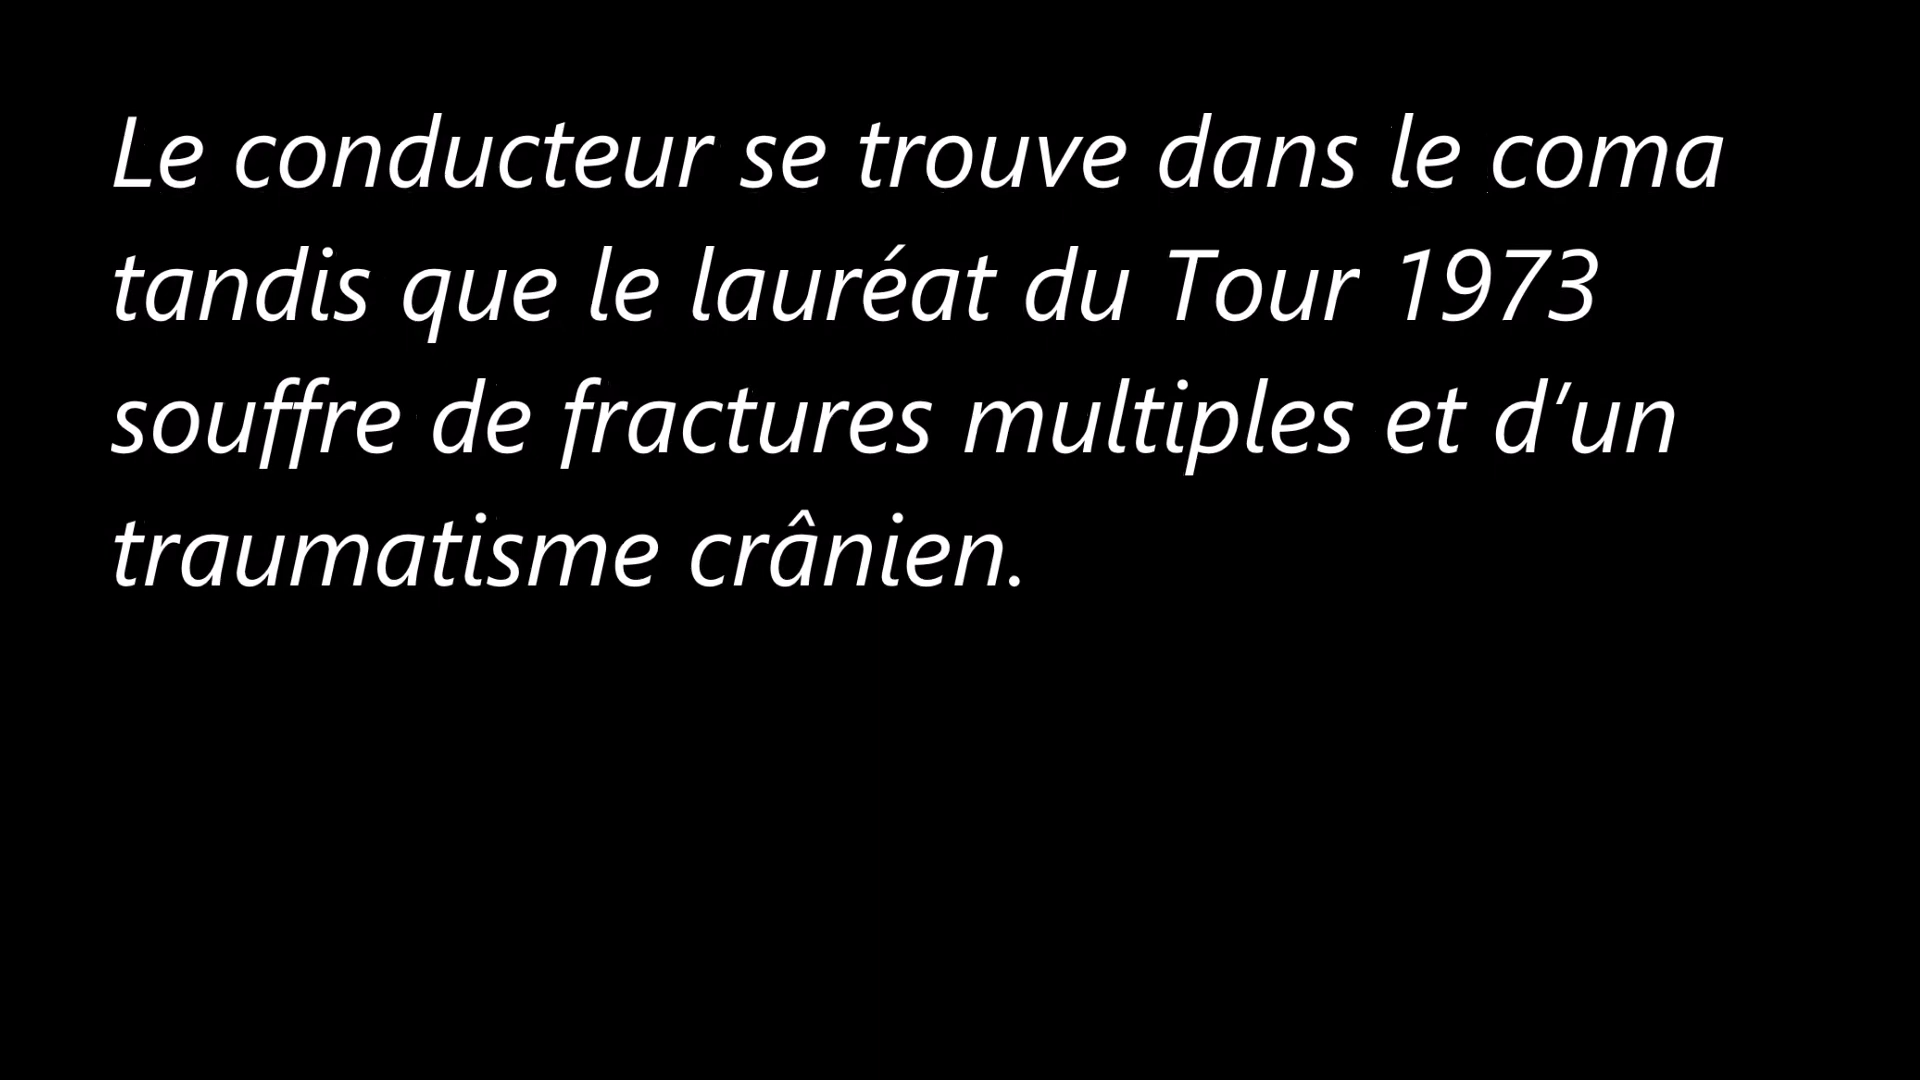 Le conducteur se trouve dans le coma
tandis que le lauréat du Tour 1973
souffre de fractures multiples et d’un
traumatisme crânien.